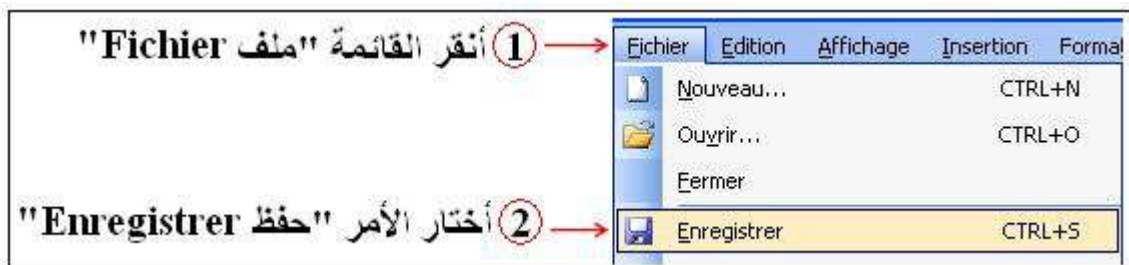 ① أنقر القائمة "ملف Fichier"
Fichier Edition Affichage Insertion Format
Nouveau... CTRL+N
Ouvrir... CTRL+O
Fermer
② أختار الأمر "حفظ Enregistrer"
Enregistrer CTRL+S